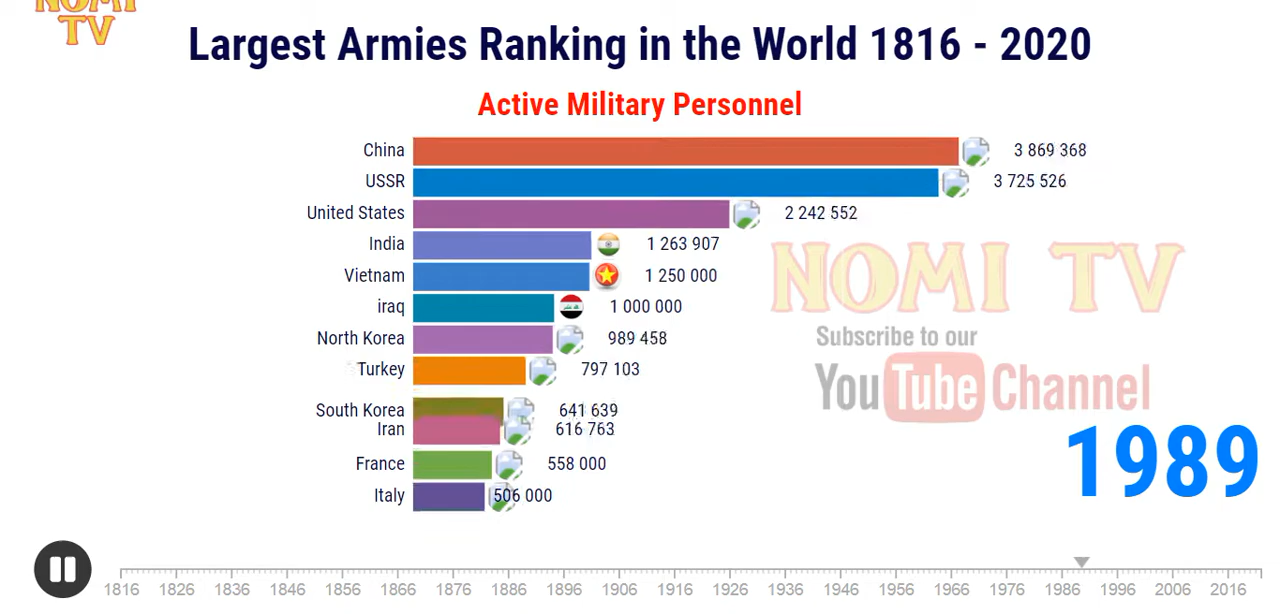 NOMI
TV
Largest Armies Ranking in the World 1816 - 2020
Active Military Personnel
China 3 869 368
USSR 3 725 526
United States 2 242 552
India 1 263 907
Vietnam 1 250 000
iraq 1 000 000
North Korea 989 458
Turkey 797 103
South Korea 641 639
Iran 616 763
France 558 000
Italy 506 000
NOMI TV
Subscribe to our
YouTube Channel
1989
1816 1826 1836 1846 1856 1866 1876 1886 1896 1906 1916 1926 1936 1946 1956 1966 1976 1986 1996 2006 2016